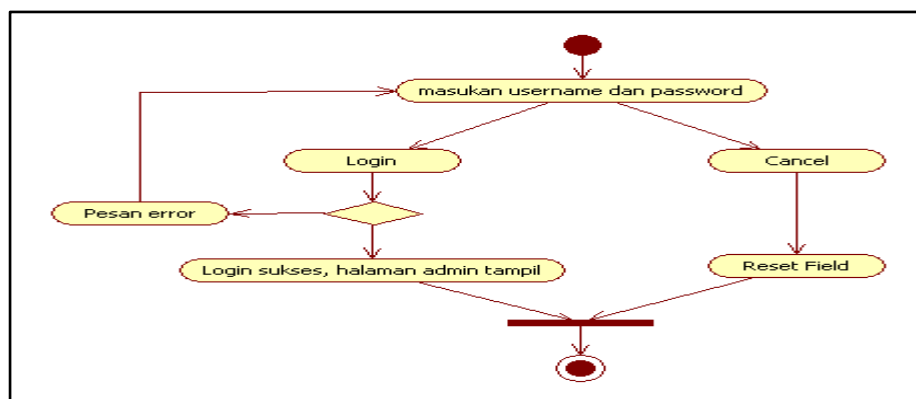 masukan username dan password
Login
Cancel
Pesan error
Login sukses, halaman admin tampil
Reset Field